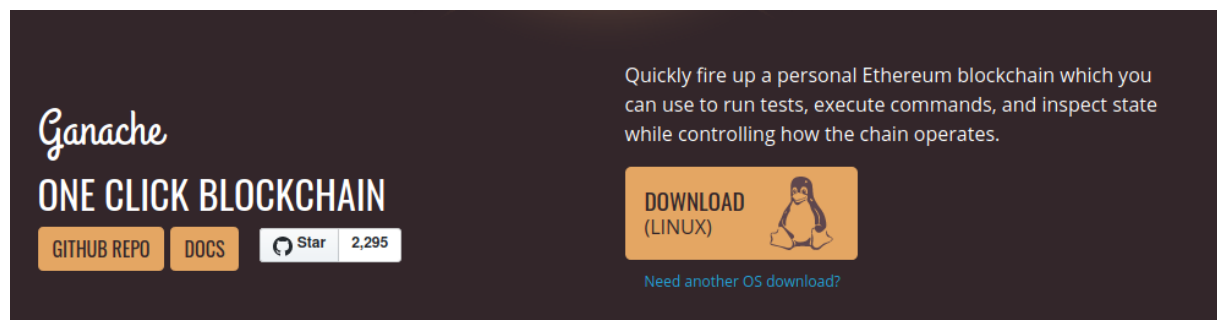 Ganache
ONE CLICK BLOCKCHAIN
GITHUB REPO DOCS Star 2,295
Quickly fire up a personal Ethereum blockchain which you
can use to run tests, execute commands, and inspect state
while controlling how the chain operates.
DOWNLOAD
(LINUX)
Need another OS download?